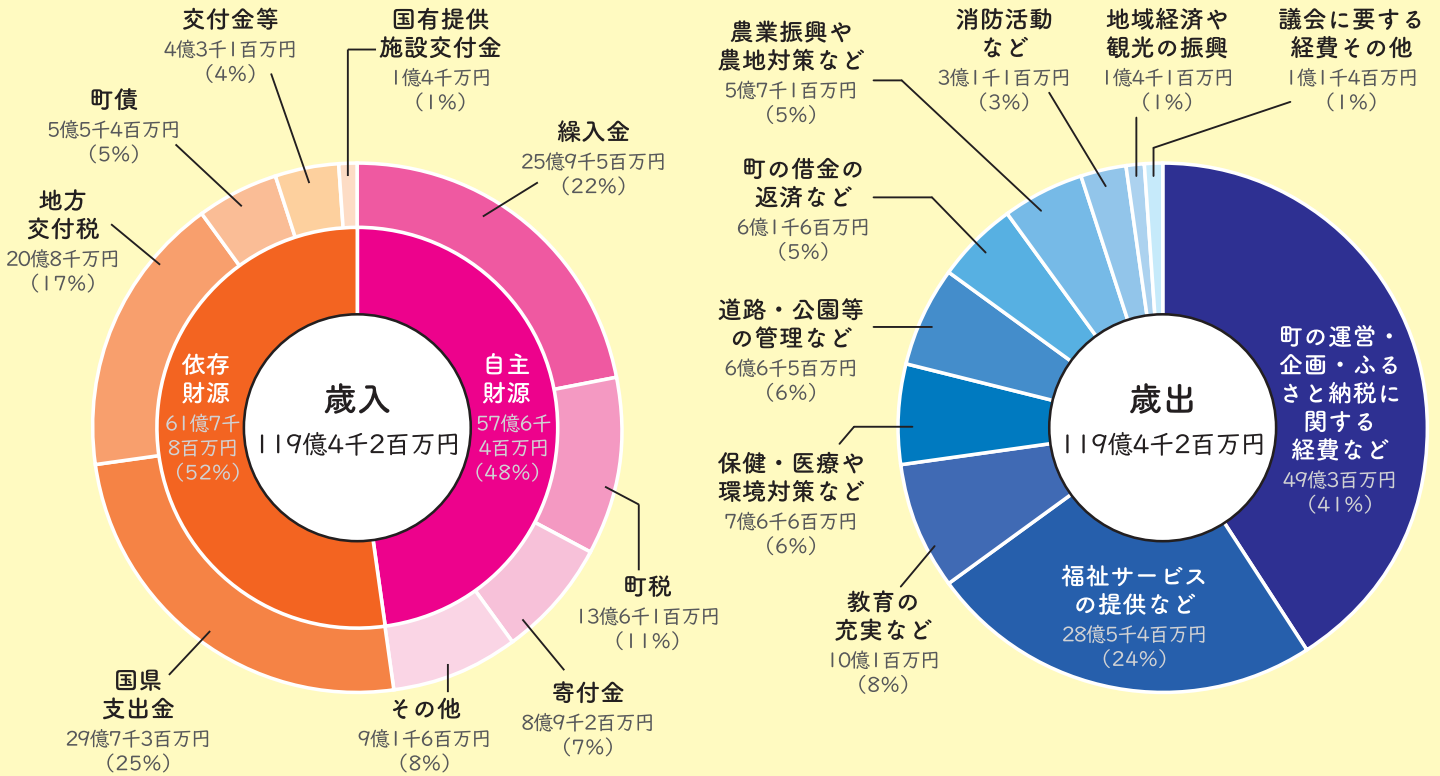 交付金等
4億3千1百万円
(4%)
国有提供
施設交付金
1億4千万円
(1%)
町債
5億5千4百万円
(5%)
繰入金
25億9千5百万円
(22%)
地方
交付税
20億8千万円
(17%)
依存
財源
61億7千
8百万円
(52%)
歳入
119億4千2百万円
自主
財源
57億6千
4百万円
(48%)
町税
13億6千1百万円
(11%)
寄付金
8億9千2百万円
(7%)
その他
9億1千6百万円
(8%)
国県
支出金
29億7千3百万円
(25%)
農業振興や
農地対策など
5億7千1百万円
(5%)
消防活動
など
3億1千1百万円
(3%)
地域経済や
観光の振興
1億4千1百万円
(1%)
議会に要する
経費その他
1億1千4百万円
(1%)
町の借金の
返済など
6億1千6百万円
(5%)
道路・公園等
の管理など
6億6千5百万円
(6%)
保健・医療や
環境対策など
7億6千6百万円
(6%)
歳出
119億4千2百万円
町の運営・
企画・ふる
さと納税に
関する
経費など
49億3百万円
(41%)
福祉サービス
の提供など
28億5千4百万円
(24%)
教育の
充実など
10億1百万円
(8%)